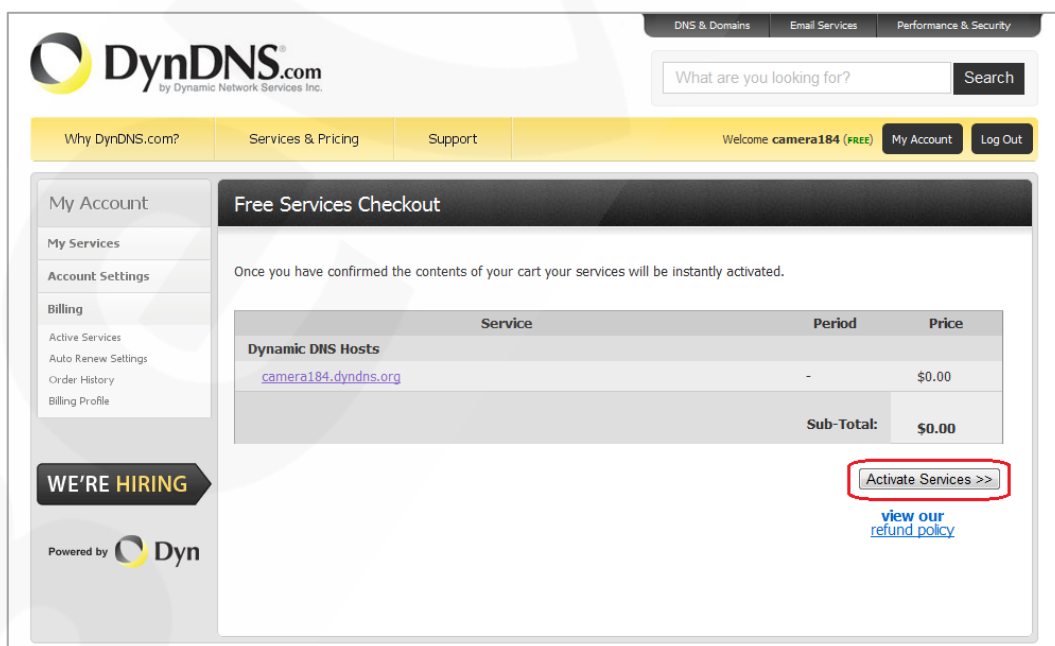 DNS & Domains Email Services Performance & Security
DynDNS.com
by Dynamic Network Services Inc.
What are you looking for? Search
Why DynDNS.com? Services & Pricing Support Welcome camera184 (FREE) My Account Log Out
My Account
My Services
Account Settings
Billing
Active Services
Auto Renew Settings
Order History
Billing Profile
WE'RE HIRING
Powered by Dyn
Free Services Checkout
Once you have confirmed the contents of your cart your services will be instantly activated.
Service Period Price
Dynamic DNS Hosts
camera184.dyndns.org - $0.00
Sub-Total: $0.00
Activate Services >>
view our
refund policy